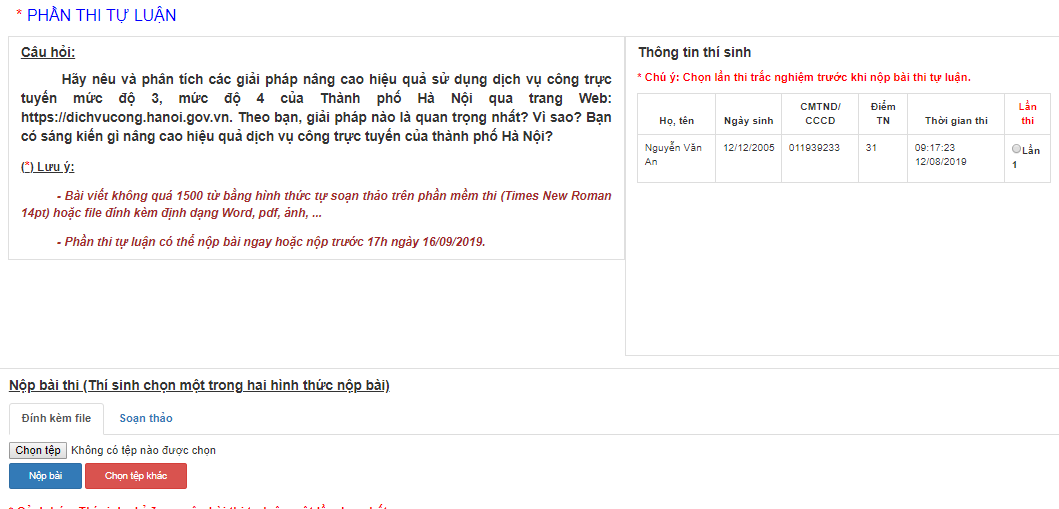 * PHẦN THI TỰ LUẬN
Câu hỏi:
Hãy nêu và phân tích các giải pháp nâng cao hiệu quả sử dụng dịch vụ công trực
tuyến mức độ 3, mức độ 4 của Thành phố Hà Nội qua trang Web:
https://dichvucong.hanoi.gov.vn. Theo bạn, giải pháp nào là quan trọng nhất? Vì sao? Bạn
có sáng kiến gì nâng cao hiệu quả dịch vụ công trực tuyến của thành phố Hà Nội?
(*) Lưu ý:
- Bài viết không quá 1500 từ bằng hình thức tự soạn thảo trên phần mềm thi (Times New Roman
14pt) hoặc file đính kèm định dạng Word, pdf, ảnh, ...
- Phần thi tự luận có thể nộp bài ngay hoặc nộp trước 17h ngày 16/09/2019.
Thông tin thí sinh
* Chú ý: Chọn lần thi trắc nghiệm trước khi nộp bài thi tự luận.
Họ, tên Ngày sinh CMTND/ CCCD Điểm TN Thời gian thi Lần thi
Nguyễn Văn An 12/12/2005 011939233 31 09:17:23 12/08/2019 Lần 1
Nộp bài thi (Thí sinh chọn một trong hai hình thức nộp bài)
Đính kèm file Soạn thảo
Chọn tệp Không có tệp nào được chọn
Nộp bài Chọn tệp khác